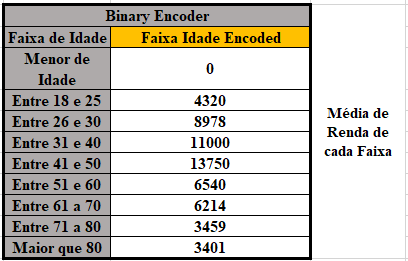 Binary Encoder
Faixa de Idade Faixa Idade Encoded
Menor de
Idade 0
Entre 18 e 25 4320
Entre 26 e 30 8978
Entre 31 e 40 11000
Entre 41 e 50 13750
Entre 51 e 60 6540
Entre 61 a 70 6214
Entre 71 a 80 3459
Maior que 80 3401
Média de
Renda de
cada Faixa